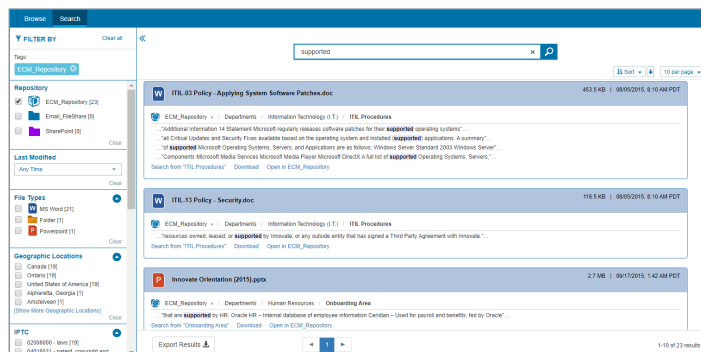 Browse Search
FILTER BY Clear all
Tags
ECM_Repository
Repository
ECM_Repository [23]
Email_FileShare [0]
SharePoint [0]
Clear
Last Modified
Any Time
Clear
File Types
MS Word [21]
Folder [1]
Powerpoint [1]
Clear
Geographic Locations
Canada [19]
Ontario [19]
United States of America [19]
Alpharetta, Georgia [1]
Amstelveen [1]
[Show More Geographic Locations]
Clear
IPTC
02006000 - laws [19]
04016031 - patent, copyright and
supported
Sort 10 per page
ITIL-03 Policy - Applying System Software Patches.doc 453.5 KB | 08/05/2015, 8:10 AM PDT
ECM_Repository / Departments / Information Technology (I.T.) / ITIL Procedures
..."Additional Information 14 Statement Microsoft regularly releases software patches for their supported operating systems"...
..."all Critical Updates and Security Fixes available based on the operating system and installed (supported) applications. A summary"...
..."of supported Microsoft Operating Systems, Servers, and Applications are as follows: Windows Server Standard 2003 Windows Server"...
..."Components Microsoft Media Services Microsoft Media Player Microsoft DirectX A full list of supported Operating Systems, Servers,"...
Search from "ITIL Procedures" Download Open in ECM_Repository
ITIL-13 Policy - Security.doc 116.5 KB | 08/05/2015, 8:10 AM PDT
ECM_Repository / Departments / Information Technology (I.T.) / ITIL Procedures
..."resources owned, leased, or supported by Innovate, or any outside entity that has signed a Third Party Agreement with Innovate."...
Search from "ITIL Procedures" Download Open in ECM_Repository
Innovate Orientation (2015).pptx 2.7 MB | 09/17/2015, 1:42 AM PDT
ECM_Repository / Departments / Human Resources / Onboarding Area
..."that are supported by HR: Oracle HR – Internal database of employee information Ceridian – Used for payroll and benefits, fed by Oracle"...
Search from "Onboarding Area" Download Open in ECM_Repository
Export Results 1 1-10 of 23 results